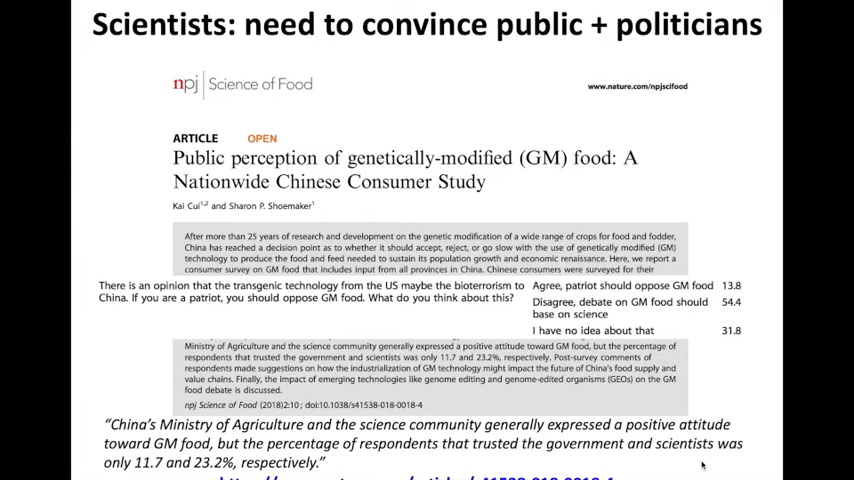 Scientists: need to convince public + politicians
npj | Science of Food
www.nature.com/npjscifood
ARTICLE OPEN
Public perception of genetically-modified (GM) food: A
Nationwide Chinese Consumer Study
Kai Cui1,2 and Sharon P. Shoemaker1
After more than 25 years of research and development on the genetic modification of a wide range of crops for food and fodder,
China has reached a decision point as to whether it should accept, reject, or go slow with the use of genetically modified (GM)
technology to produce the food and feed needed to sustain its population growth and economic renaissance. Here, we report a
consumer survey on GM food that includes input from all provinces in China. Chinese consumers were surveyed for their
There is an opinion that the transgenic technology from the US maybe the bioterrorism to
China. If you are a patriot, you should oppose GM food. What do you think about this?
Agree, patriot should oppose GM food 13.8
Disagree, debate on GM food should 54.4
base on science
I have no idea about that 31.8
Ministry of Agriculture and the science community generally expressed a positive attitude toward GM food, but the percentage of
respondents that trusted the government and scientists was only 11.7 and 23.2%, respectively. Post-survey comments of
respondents made suggestions on how the industrialization of GM technology might impact the future of China's food supply and
value chains. Finally, the impact of emerging technologies like genome editing and genome-edited organisms (GEOs) on the GM
food debate is discussed.
npj Science of Food (2018)2:10 ; doi:10.1038/s41538-018-0018-4
“China’s Ministry of Agriculture and the science community generally expressed a positive attitude
toward GM food, but the percentage of respondents that trusted the government and scientists was
only 11.7 and 23.2%, respectively.”